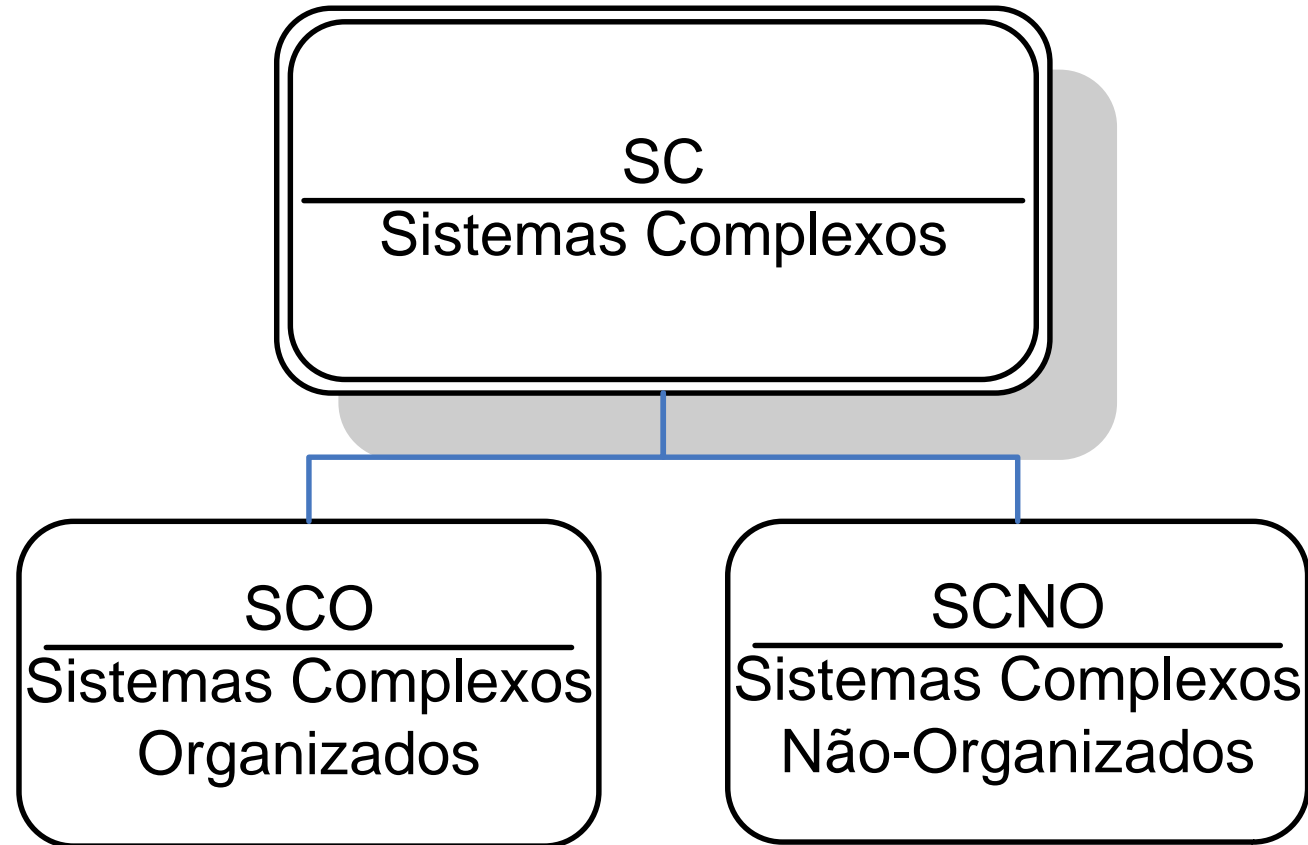 SC
Sistemas Complexos
SCO
Sistemas Complexos
Organizados
SCNO
Sistemas Complexos
Não-Organizados